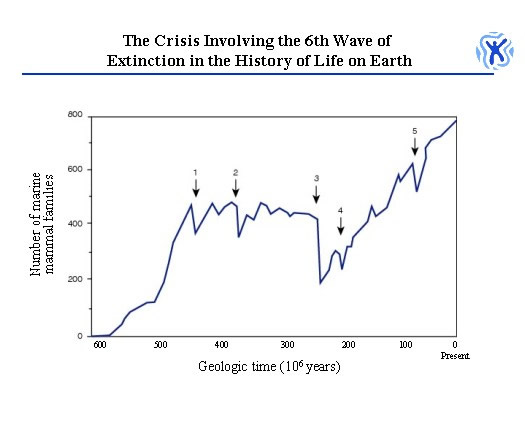 The Crisis Involving the 6th Wave of
Extinction in the History of Life on Earth
800
600
400
200
0
Number of marine
mammal families
1
2
3
4
5
600
500
400
300
200
100
0
Present
Geologic time (10⁶ years)